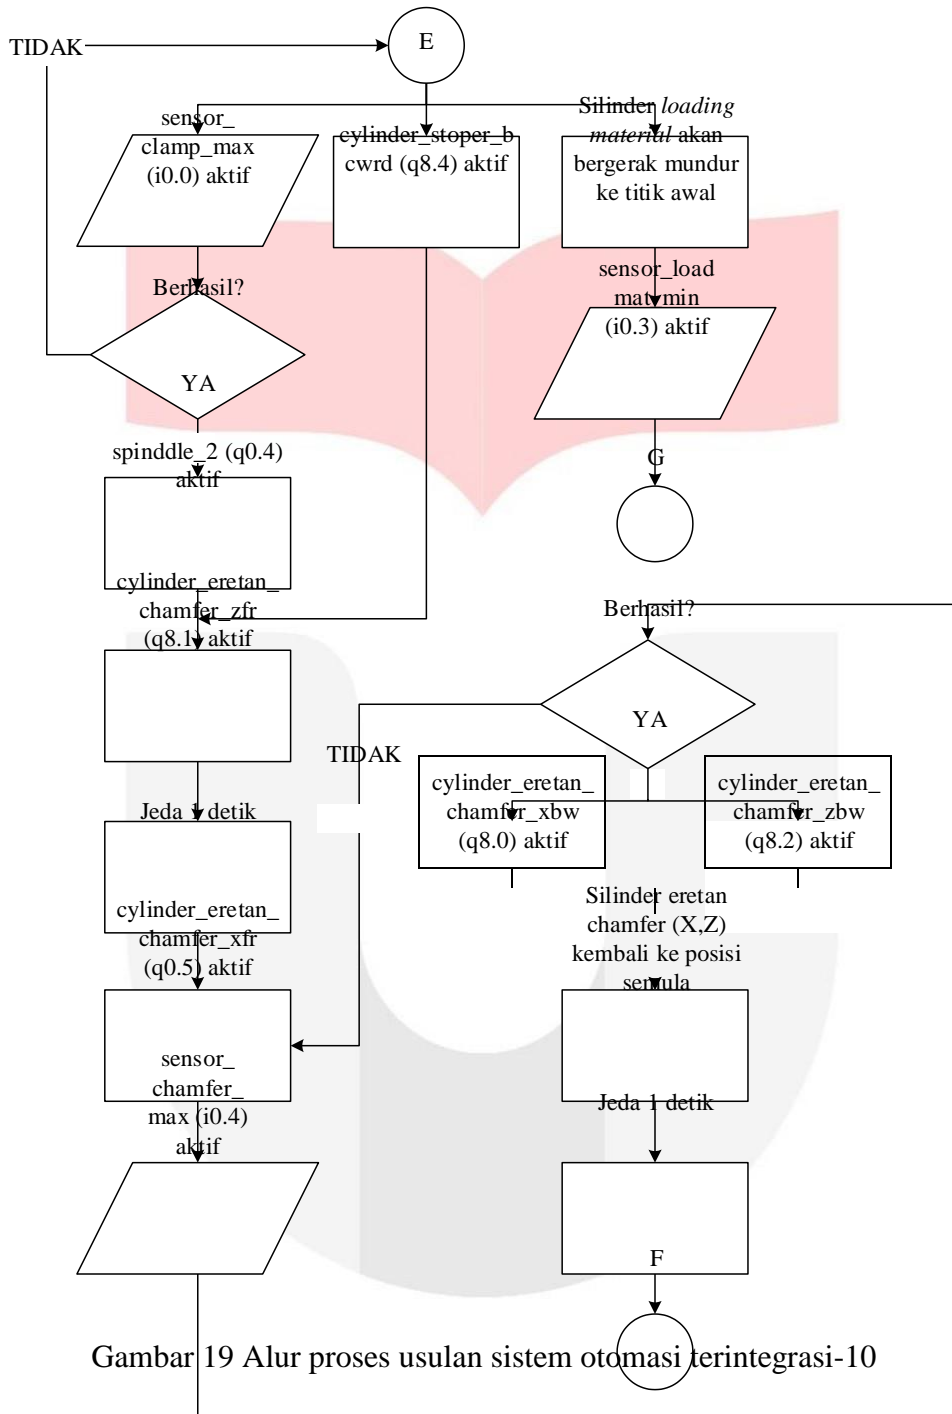 TIDAK
E
sensor_
clamp_max
(i0.0) aktif
cylinder_stoper_b
cwrd (q8.4) aktif
Silinder loading
material akan
bergerak mundur
ke titik awal
sensor_load
mat_min
(i0.3) aktif
Berhasil?
YA
G
spinddle_2 (q0.4)
aktif
cylinder_eretan_
chamfer_zfr
(q8.1) aktif
Jeda 1 detik
cylinder_eretan_
chamfer_xfr
(q0.5) aktif
sensor_
chamfer_
max (i0.4)
aktif
Berhasil?
YA
TIDAK
cylinder_eretan_
chamfer_xbw
(q8.0) aktif
cylinder_eretan_
chamfer_zbw
(q8.2) aktif
Silinder eretan
chamfer (X,Z)
kembali ke posisi
semula
Jeda 1 detik
F
Gambar 19 Alur proses usulan sistem otomasi terintegrasi-10